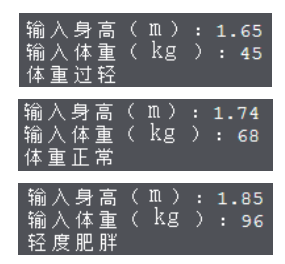 输入身高(m):1.65
输入体重(kg):45
体重过轻
输入身高(m):1.74
输入体重(kg):68
体重正常
输入身高(m):1.85
输入体重(kg):96
轻度肥胖